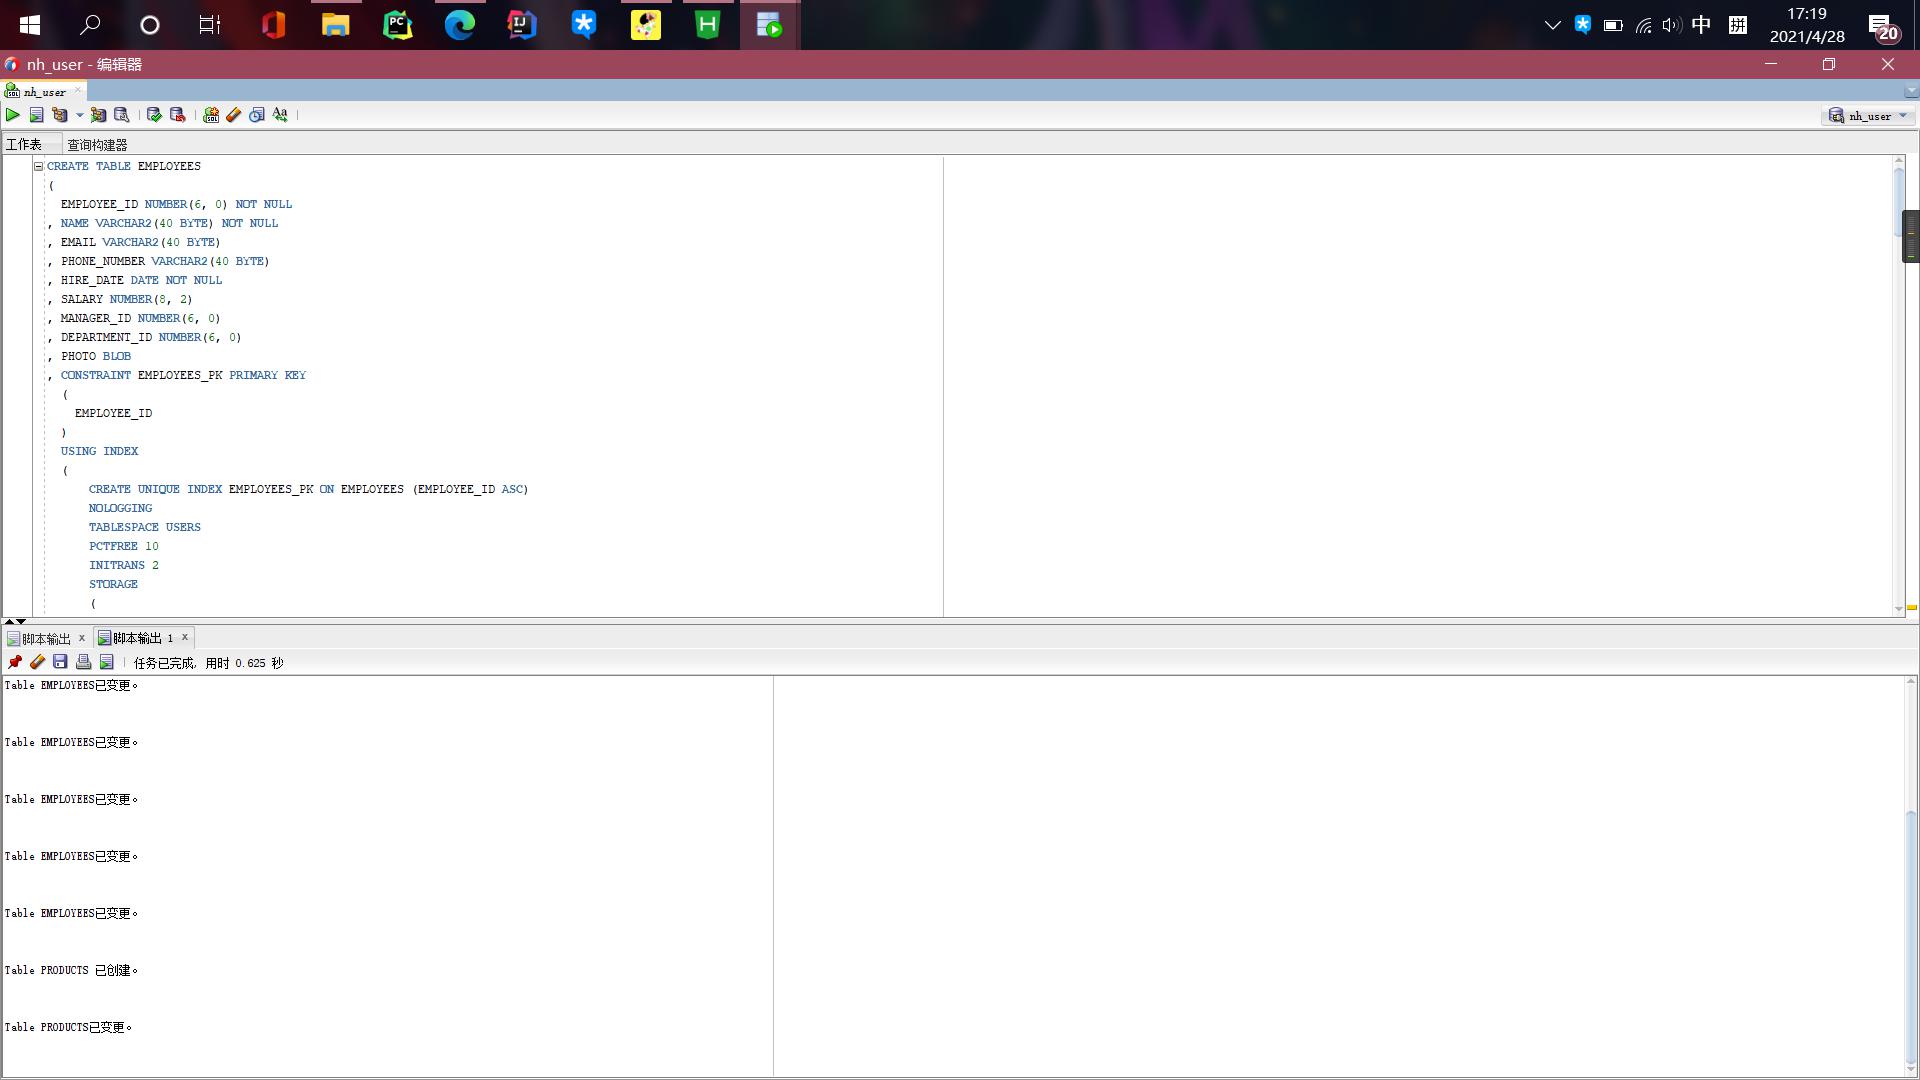 PC
IJ
H
中
拼
17:19
2021/4/28
20
nh_user - 编辑器
nh_user
nh_user
工作表
查询构建器
CREATE TABLE EMPLOYEES
(
EMPLOYEE_ID NUMBER(6, 0) NOT NULL
, NAME VARCHAR2(40 BYTE) NOT NULL
, EMAIL VARCHAR2(40 BYTE)
, PHONE_NUMBER VARCHAR2(40 BYTE)
, HIRE_DATE DATE NOT NULL
, SALARY NUMBER(8, 2)
, MANAGER_ID NUMBER(6, 0)
, DEPARTMENT_ID NUMBER(6, 0)
, PHOTO BLOB
, CONSTRAINT EMPLOYEES_PK PRIMARY KEY
(
EMPLOYEE_ID
)
USING INDEX
(
CREATE UNIQUE INDEX EMPLOYEES_PK ON EMPLOYEES (EMPLOYEE_ID ASC)
NOLOGGING
TABLESPACE USERS
PCTFREE 10
INITRANS 2
STORAGE
(
脚本输出 x
脚本输出 1 x
任务已完成, 用时 0.625 秒
Table EMPLOYEES已变更。
Table EMPLOYEES已变更。
Table EMPLOYEES已变更。
Table EMPLOYEES已变更。
Table EMPLOYEES已变更。
Table PRODUCTS 已创建。
Table PRODUCTS已变更。